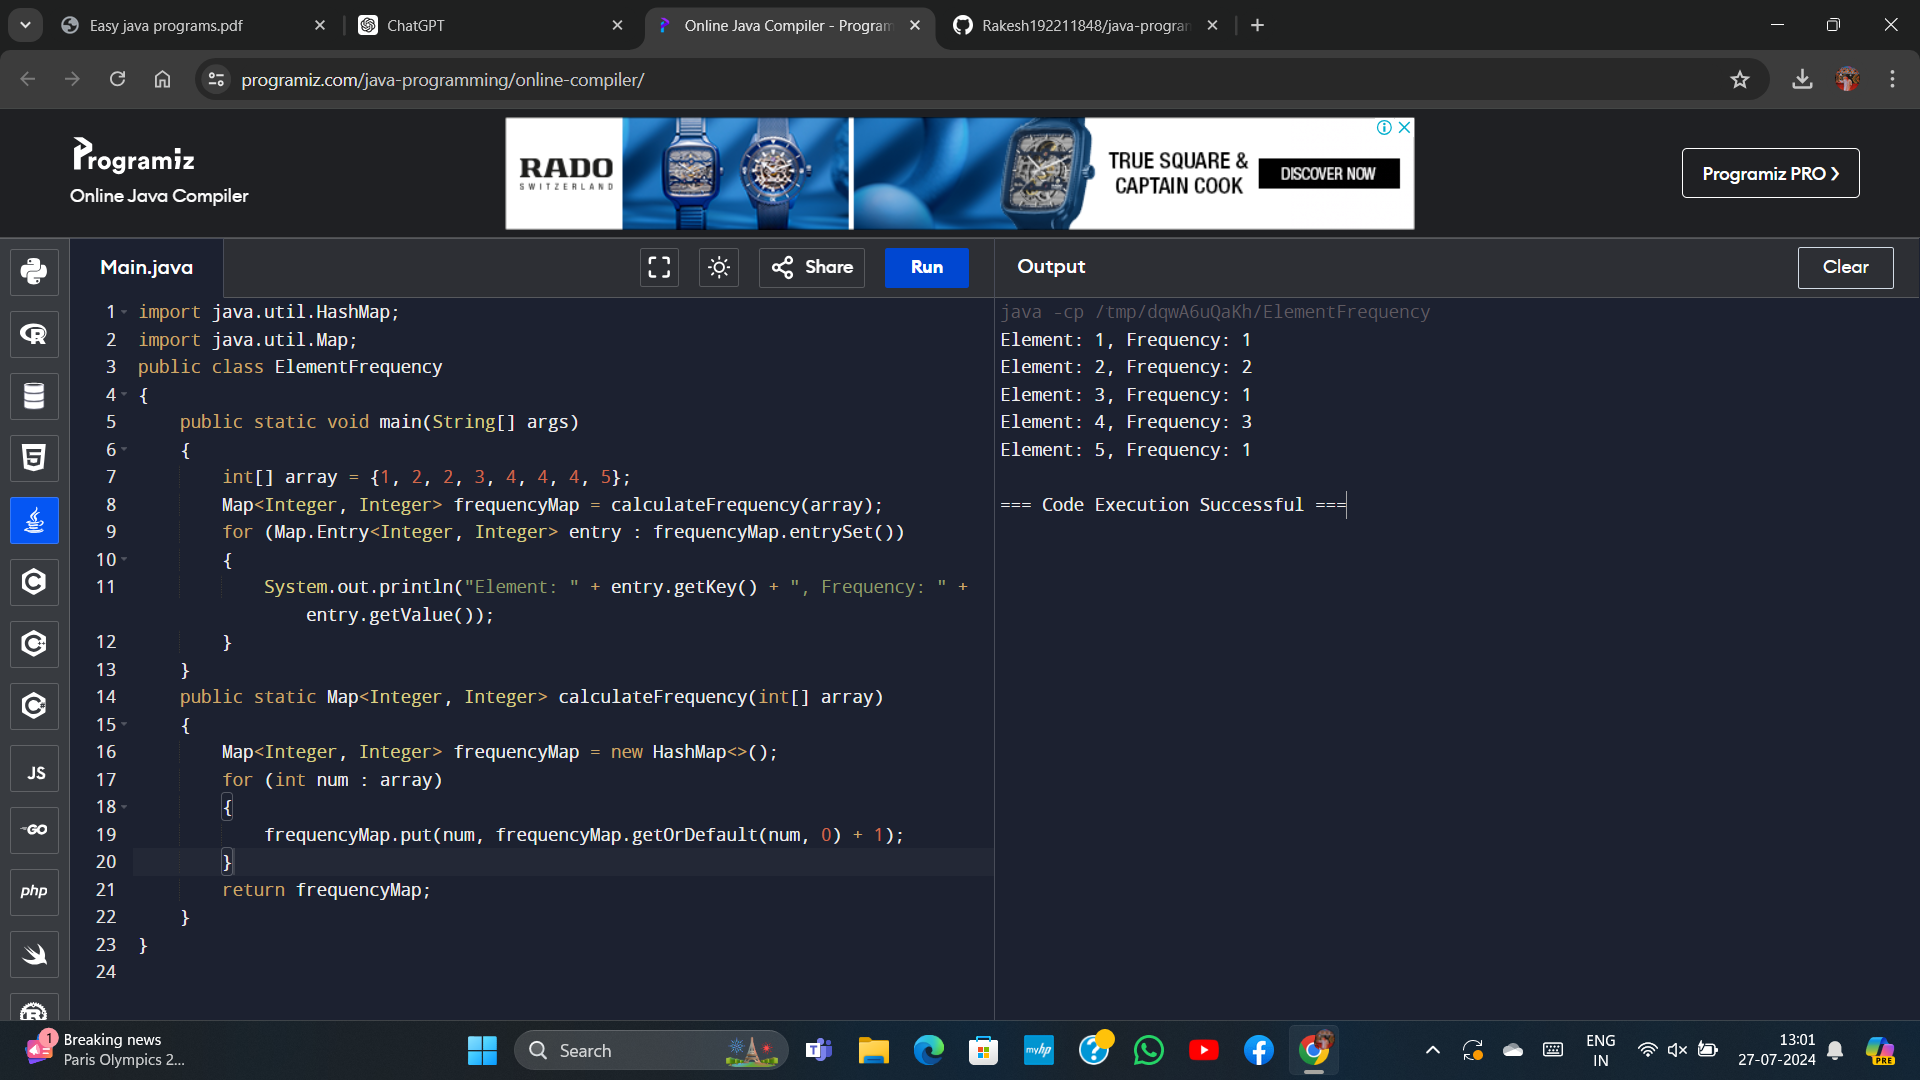 Easy java programs.pdf
ChatGPT
Online Java Compiler - Program
Rakesh192211848/java-program
programiz.com/java-programming/online-compiler/
Programiz
Online Java Compiler
RADO
SWITZERLAND
TRUE SQUARE &
CAPTAIN COOK
DISCOVER NOW
Programiz PRO
Main.java
Share
Run
Output
Clear
1 import java.util.HashMap;
2 import java.util.Map;
3 public class ElementFrequency
4 {
5 public static void main(String[] args)
6 {
7 int[] array = {1, 2, 2, 3, 4, 4, 4, 5};
8 Map<Integer, Integer> frequencyMap = calculateFrequency(array);
9 for (Map.Entry<Integer, Integer> entry : frequencyMap.entrySet())
10 {
11 System.out.println("Element: " + entry.getKey() + ", Frequency: " +
entry.getValue());
12 }
13 }
14 public static Map<Integer, Integer> calculateFrequency(int[] array)
15 {
16 Map<Integer, Integer> frequencyMap = new HashMap<>();
17 for (int num : array)
18 {
19 frequencyMap.put(num, frequencyMap.getOrDefault(num, 0) + 1);
20 }
21 return frequencyMap;
22 }
23 }
24
java -cp /tmp/dqwA6uQaKh/ElementFrequency
Element: 1, Frequency: 1
Element: 2, Frequency: 2
Element: 3, Frequency: 1
Element: 4, Frequency: 3
Element: 5, Frequency: 1
=== Code Execution Successful ===
R
5
C
C
C
JS
GO
php
R
1
Breaking news
Paris Olympics 2...
Search
myhp
ENG
IN
13:01
27-07-2024
PRE